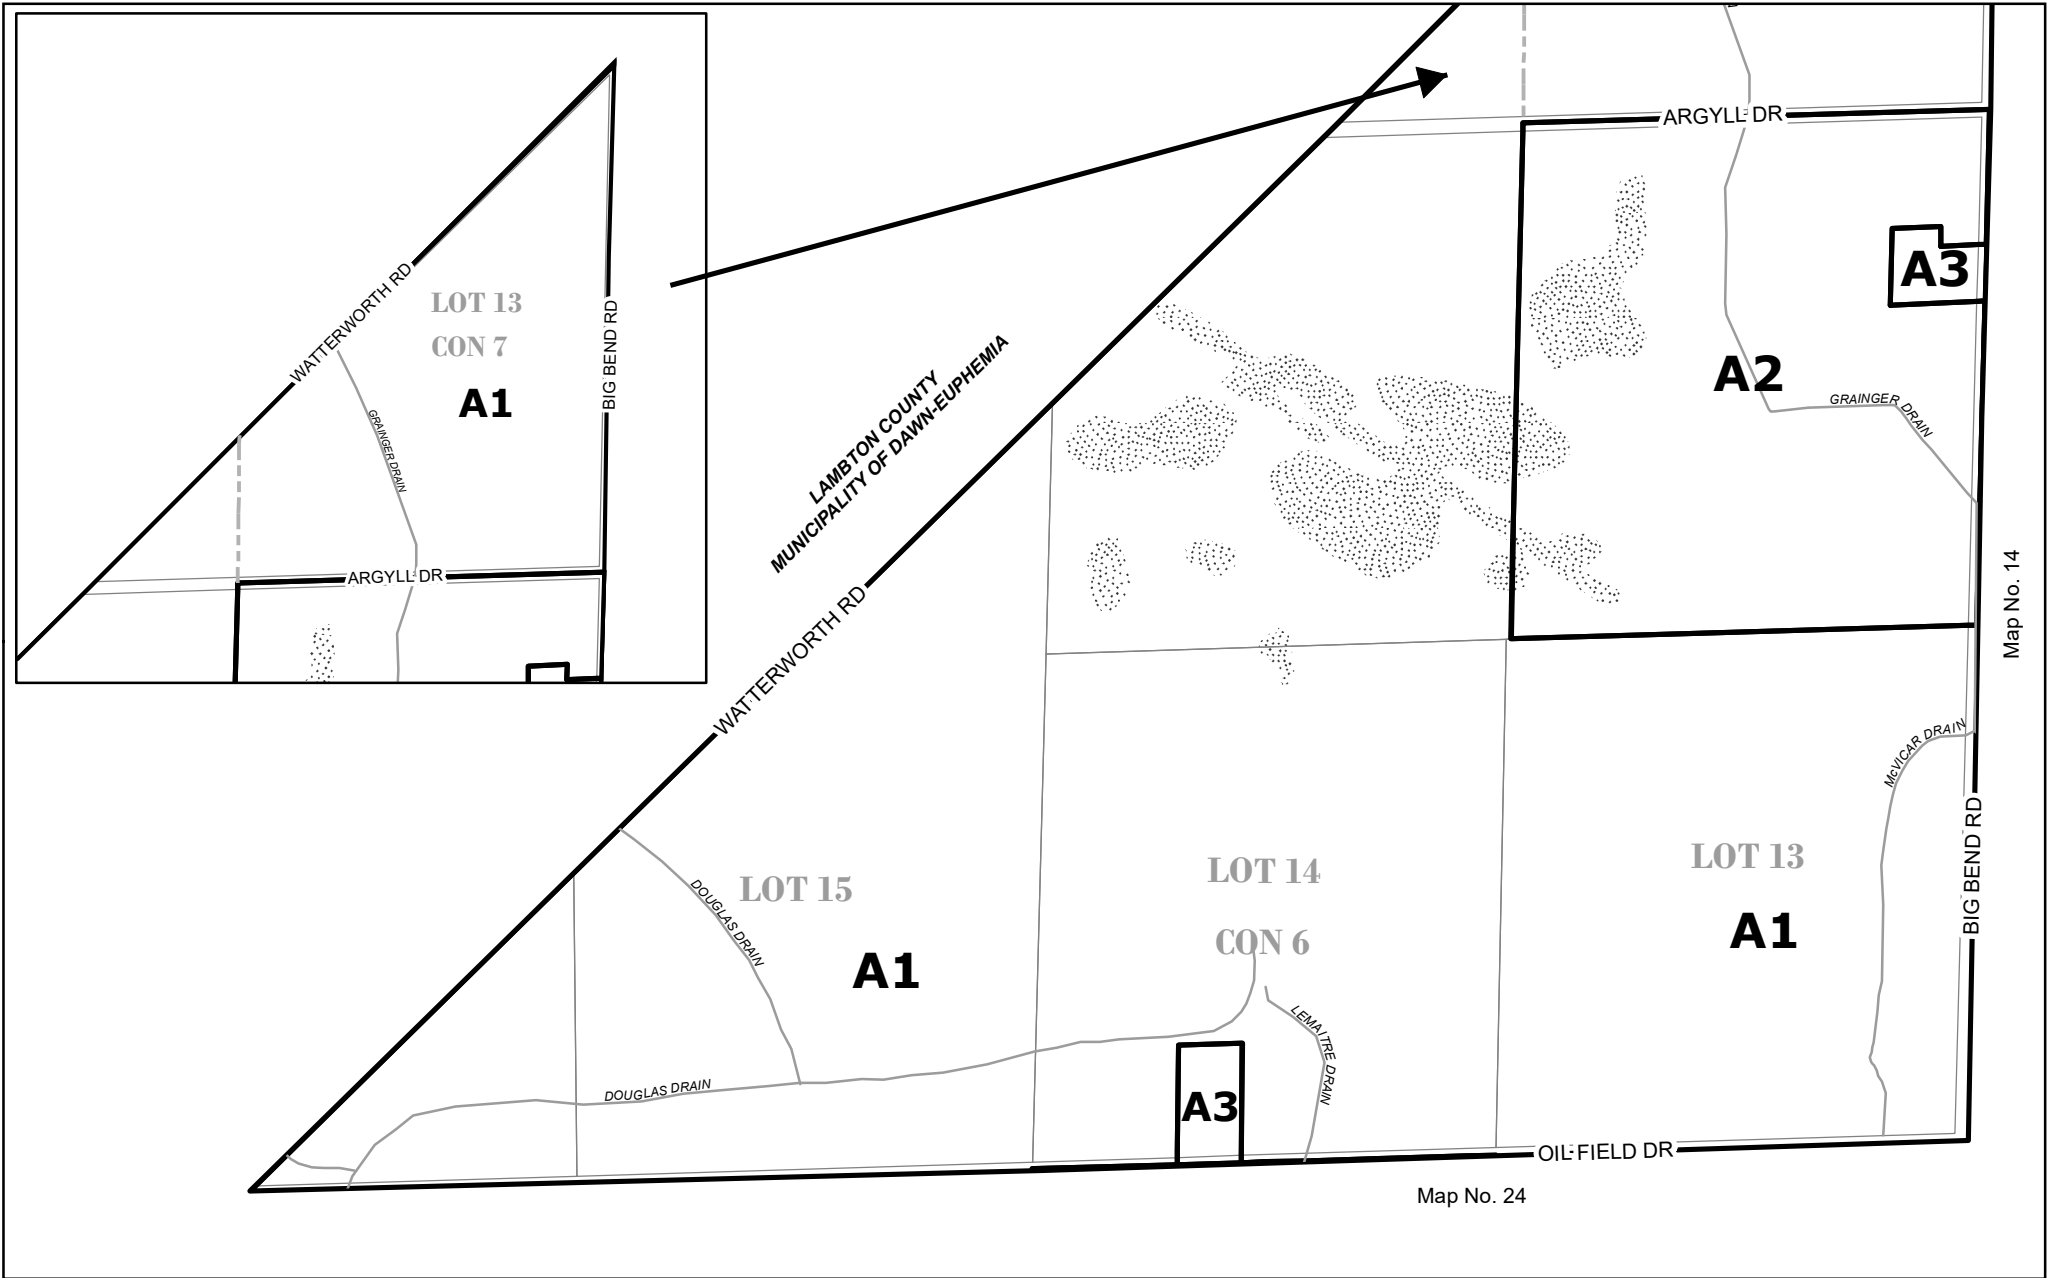 WATTERWORTH RD
LOT 13
CON 7
A1
BIG BEND RD
GRAINGER DRAIN
ARGYLL DR
ARGYLL DR
A3
A2
GRAINGER DRAIN
LAMBTON COUNTY
MUNICIPALITY OF DAWN-EUPHEMIA
WATTERWORTH RD
Map No. 14
McVICAR DRAIN
BIG BEND RD
LOT 15
A1
DOUGLAS DRAIN
LOT 14
CON 6
LOT 13
A1
LEMAITRE DRAIN
DOUGLAS DRAIN
A3
OIL FIELD DR
Map No. 24